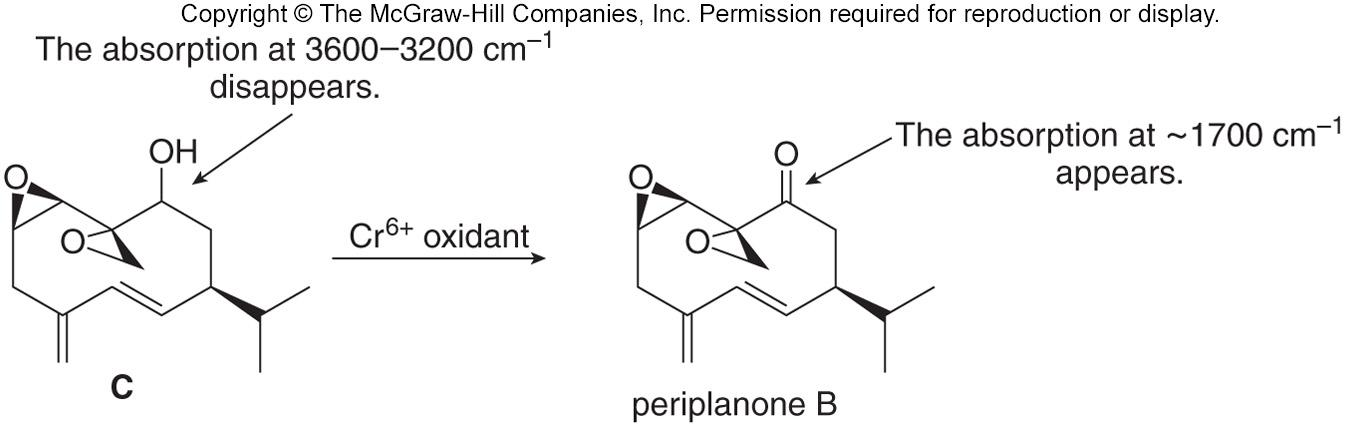 Copyright © The McGraw-Hill Companies, Inc. Permission required for reproduction or display.
The absorption at 3600–3200 cm⁻¹
disappears.
OH
O
O
C
Cr⁶⁺ oxidant
O
O
O
The absorption at ~1700 cm⁻¹
appears.
periplanone B